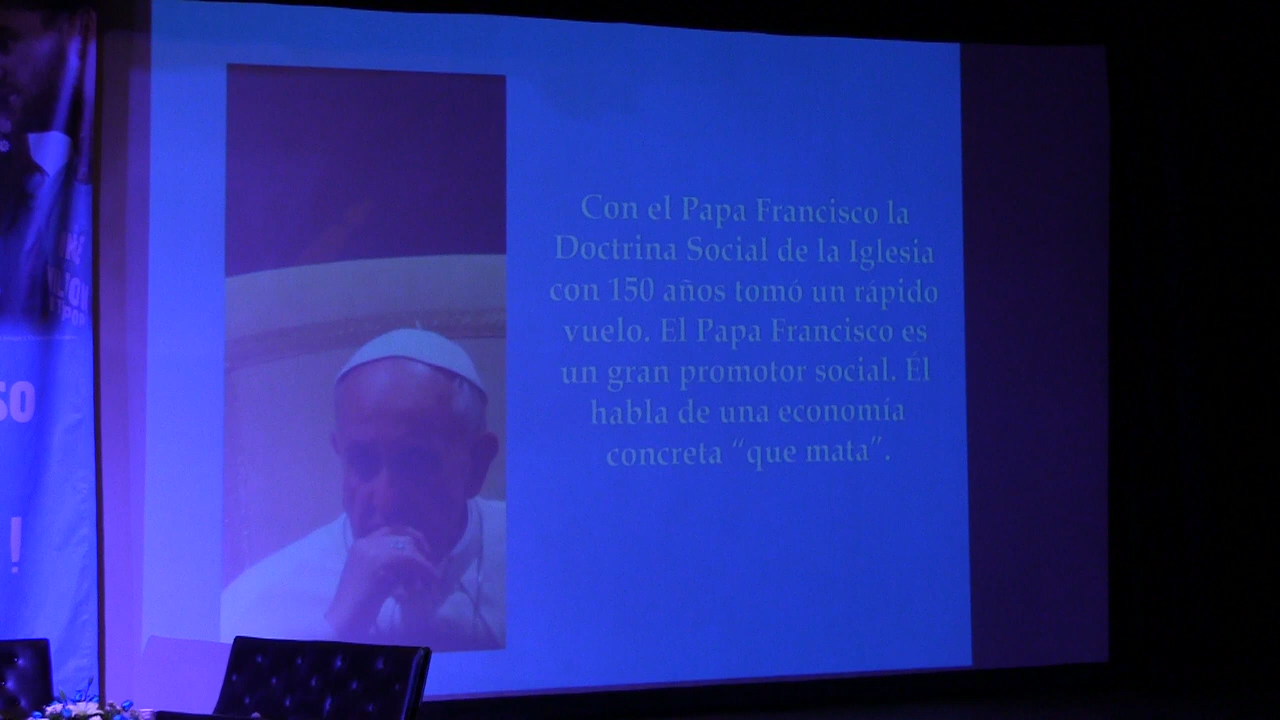 Con el Papa Francisco la
Doctrina Social de la Iglesia
con 150 años tomó un rápido
vuelo. El Papa Francisco es
un gran promotor social. Él
habla de una economía
concreta “que mata”.
SO
!